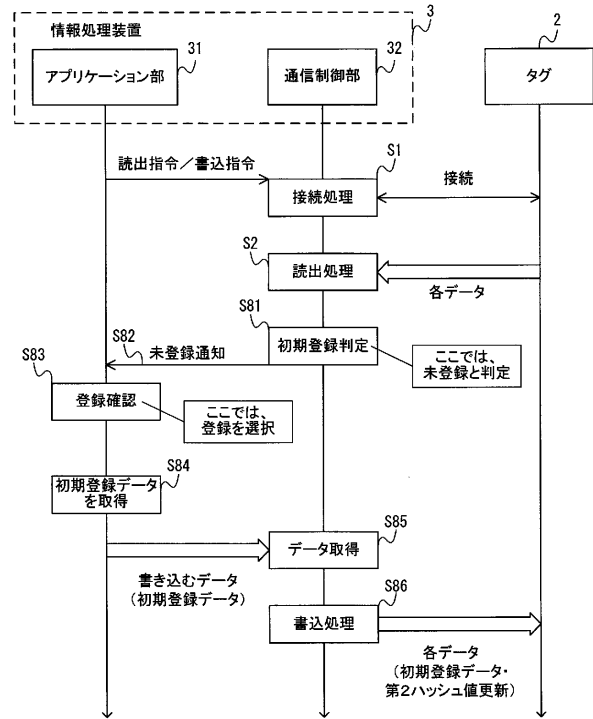 3
情報処理装置
31
アプリケーション部
32
通信制御部
2
タグ
読出指令／書込指令
S1
接続処理
接続
S2
読出処理
各データ
S81
初期登録判定
ここでは、
未登録と判定
S82
未登録通知
S83
登録確認
ここでは、
登録を選択
S84
初期登録データ
を取得
S85
データ取得
書き込むデータ
(初期登録データ)
S86
書込処理
各データ
(初期登録データ・
第2ハッシュ値更新)